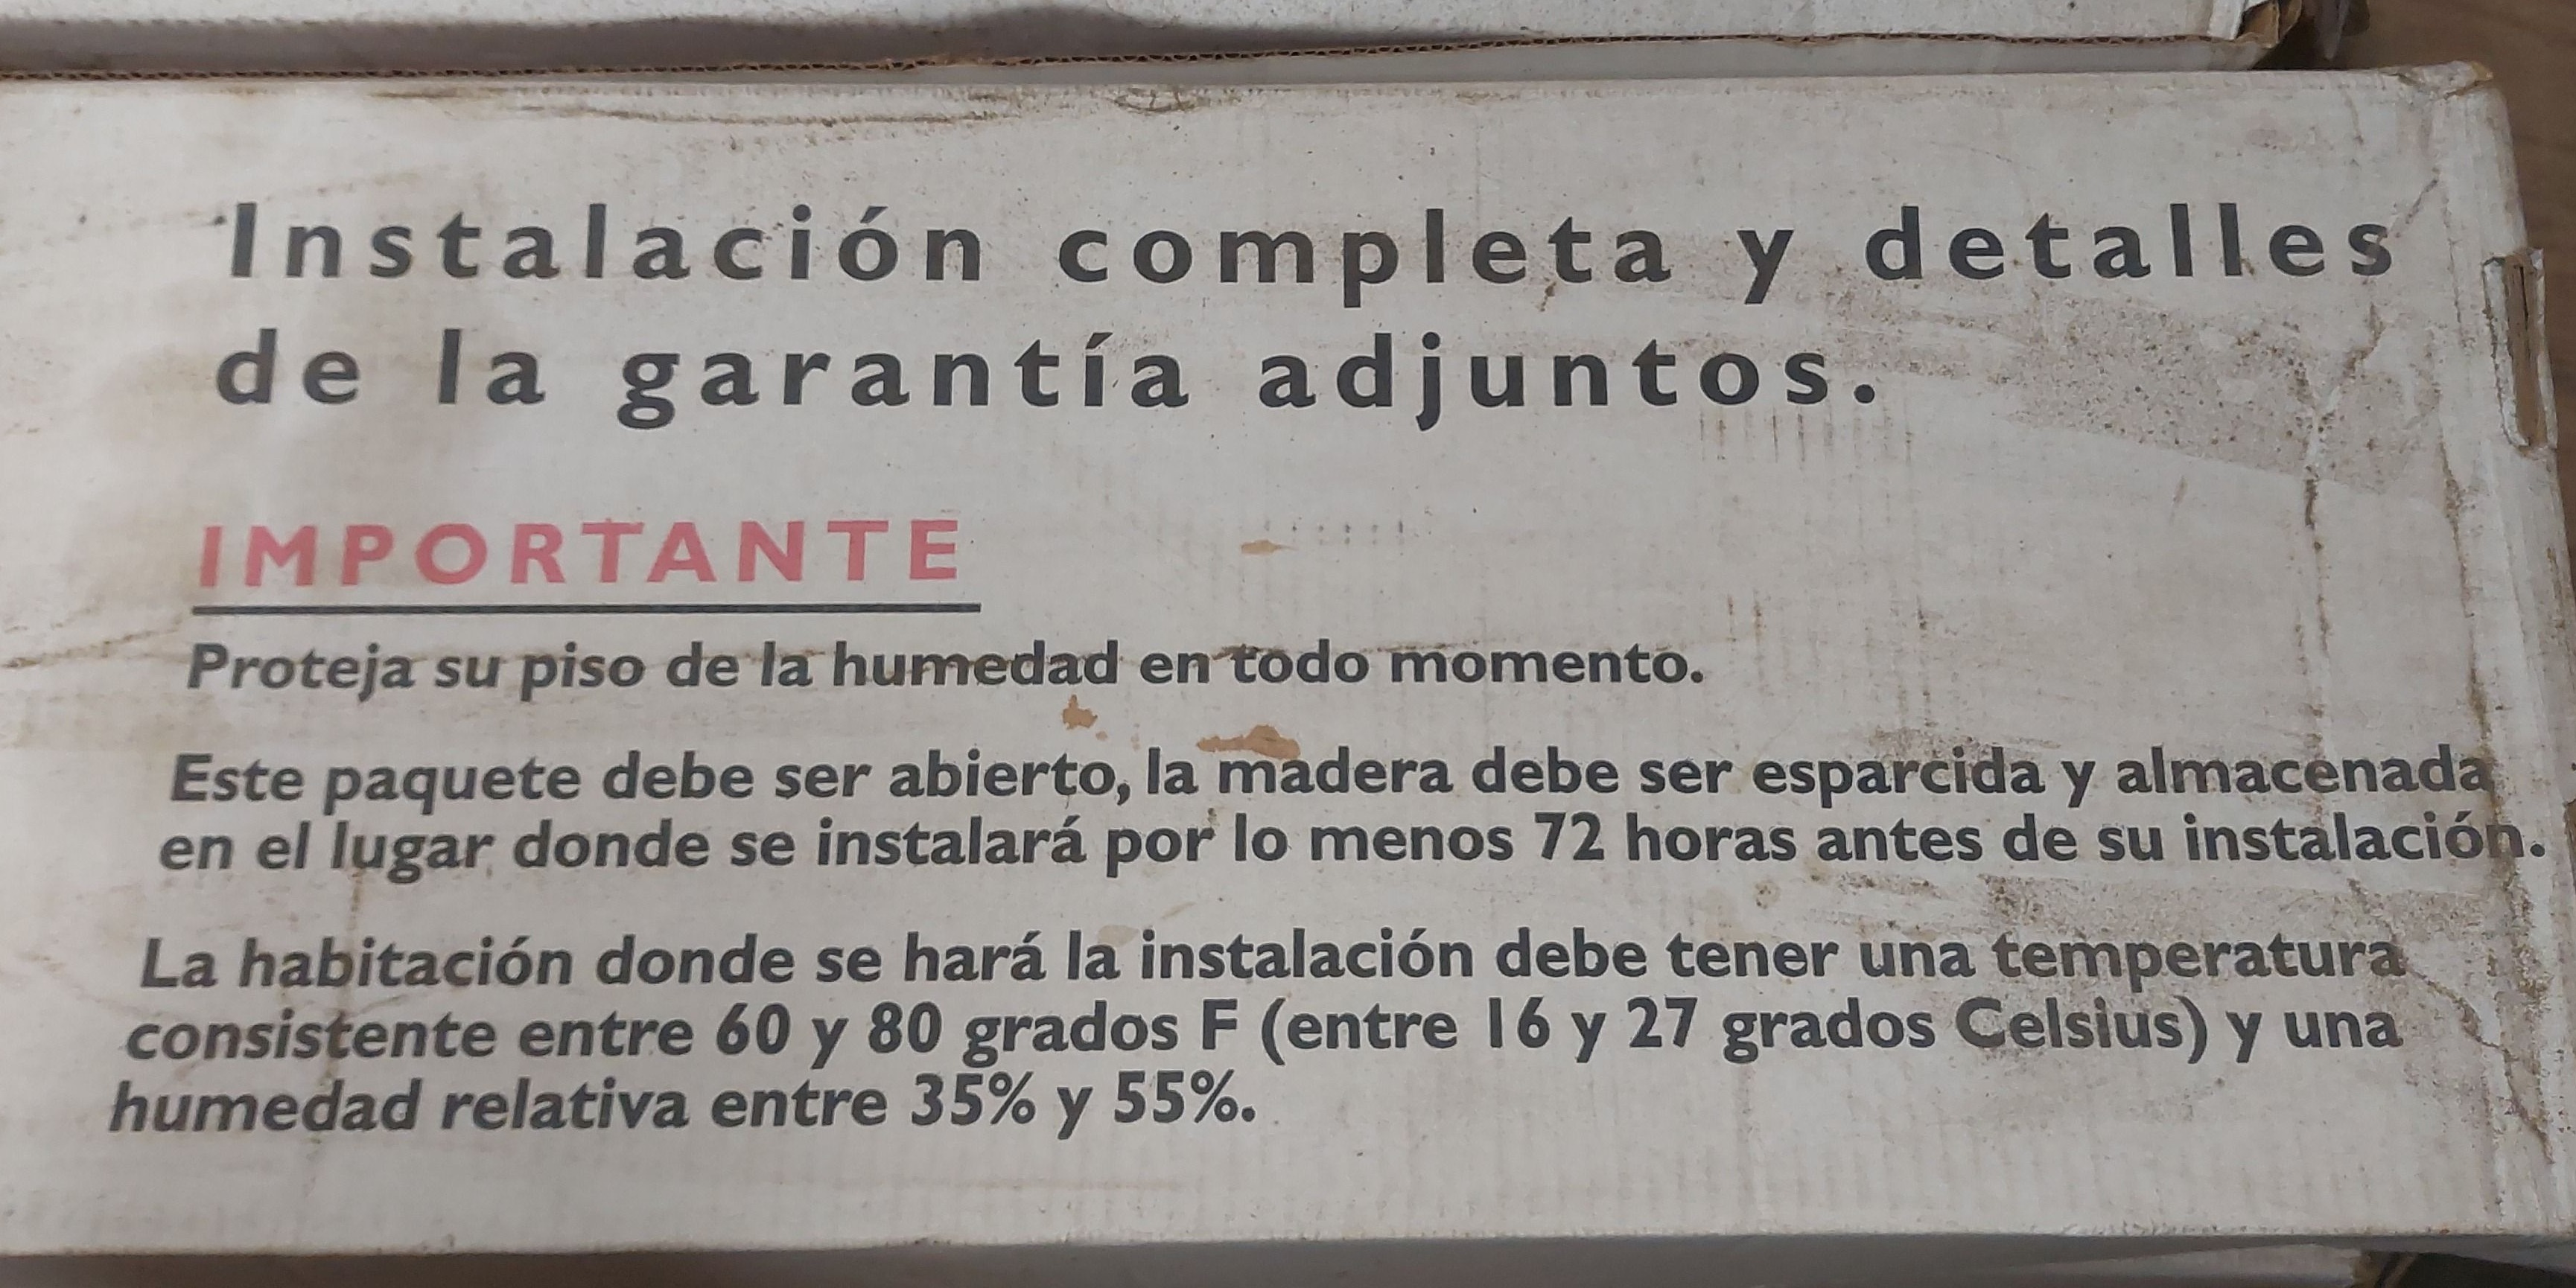 Instalación completa y detalles
de la garantía adjuntos.
IMPORTANTE
Proteja su piso de la humedad en todo momento.
Este paquete debe ser abierto, la madera debe ser esparcida y almacenada
en el lugar donde se instalará por lo menos 72 horas antes de su instalación.
La habitación donde se hará la instalación debe tener una temperatura
consistente entre 60 y 80 grados F (entre 16 y 27 grados Celsius) y una
humedad relativa entre 35% y 55%.